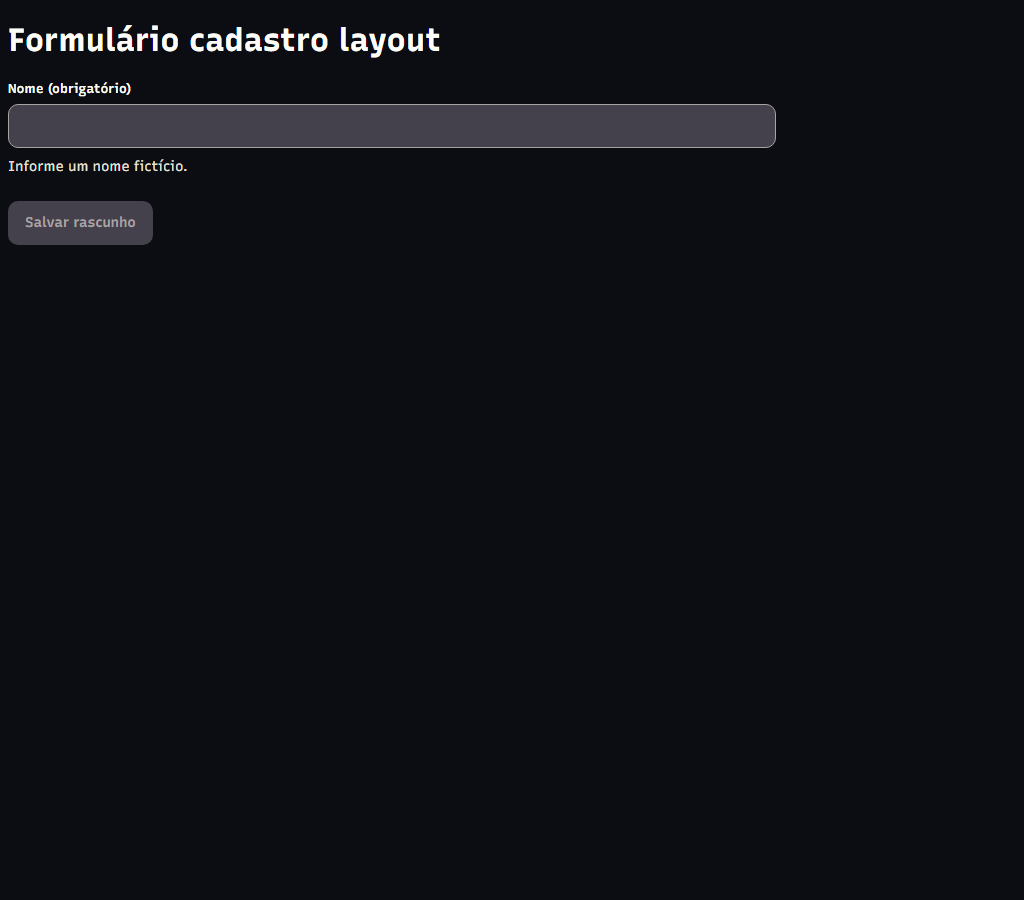 Formulário cadastro layout
Nome (obrigatório)
Informe um nome fictício.
Salvar rascunho